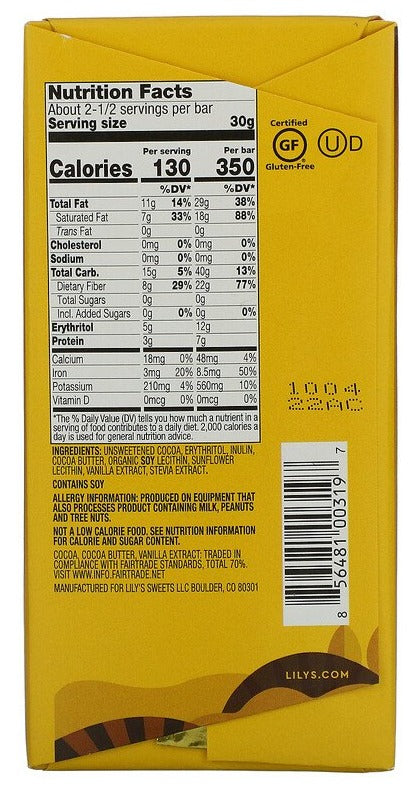 Nutrition Facts
About 2-1/2 servings per bar
Serving size 30g
Per serving Per bar
Calories 130 350
%DV* %DV*
Total Fat 11g 14% 29g 38%
Saturated Fat 7g 33% 18g 88%
Trans Fat 0g 0g
Cholesterol 0mg 0% 0mg 0%
Sodium 0mg 0% 0mg 0%
Total Carb. 15g 5% 40g 13%
Dietary Fiber 8g 29% 22g 77%
Total Sugars 0g 0g
Incl. Added Sugars 0g 0% 0g 0%
Erythritol 5g 12g
Protein 3g 7g
Calcium 18mg 0% 48mg 4%
Iron 3mg 20% 8.5mg 50%
Potassium 210mg 4% 560mg 10%
Vitamin D 0mcg 0% 0mcg 0%
*The % Daily Value (DV) tells you how much a nutrient in a
serving of food contributes to a daily diet. 2,000 calories a
day is used for general nutrition advice.
INGREDIENTS: UNSWEETENED COCOA, ERYTHRITOL, INULIN,
COCOA BUTTER, ORGANIC SOY LECITHIN, SUNFLOWER
LECITHIN, VANILLA EXTRACT, STEVIA EXTRACT.
CONTAINS SOY
ALLERGY INFORMATION: PRODUCED ON EQUIPMENT THAT
ALSO PROCESSES PRODUCT CONTAINING MILK, PEANUTS
AND TREE NUTS.
NOT A LOW CALORIE FOOD. SEE NUTRITION INFORMATION
FOR CALORIE AND SUGAR CONTENT.
COCOA, COCOA BUTTER, VANILLA EXTRACT: TRADED IN
COMPLIANCE WITH FAIRTRADE STANDARDS, TOTAL 70%.
VISIT WWW.INFO.FAIRTRADE.NET
MANUFACTURED FOR LILY'S SWEETS LLC BOULDER, CO 80301
Certified
GF
Gluten-Free
U D
1004
22AC
8 56481 00319 7
LILYS.COM